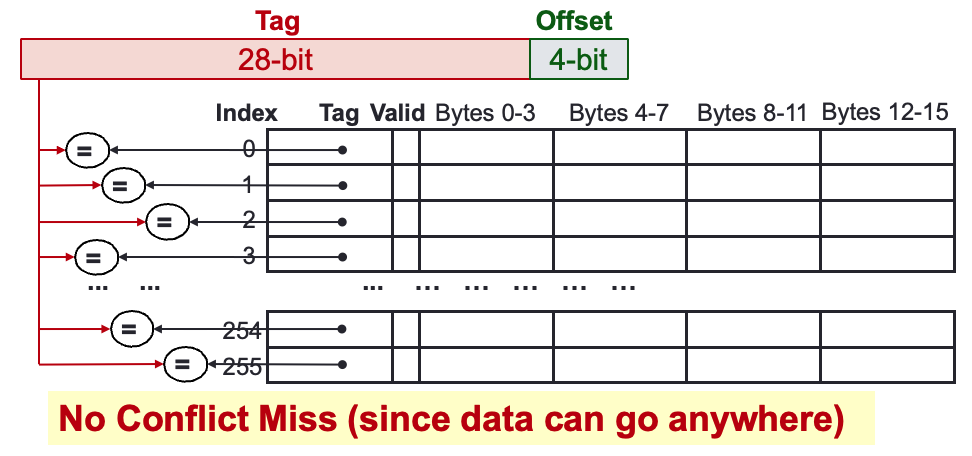 Tag Offset
28-bit 4-bit
Index Tag Valid Bytes 0-3 Bytes 4-7 Bytes 8-11 Bytes 12-15
= 0
= 1
= 2
= 3
... ... ... ... ... ... ... ...
= 254
= 255
No Conflict Miss (since data can go anywhere)